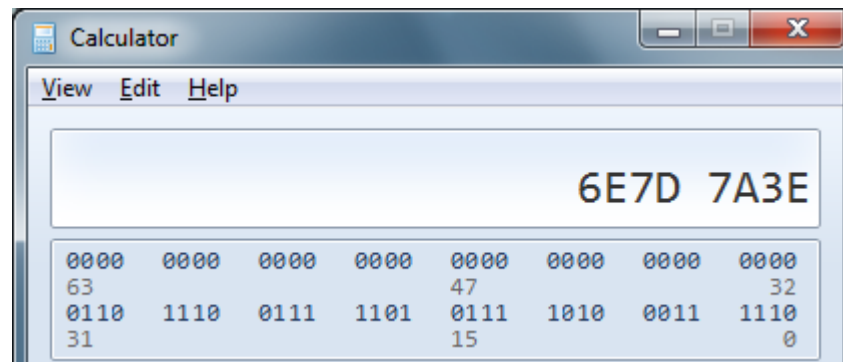 Calculator
View Edit Help
6E7D 7A3E
0000 0000 0000 0000 0000 0000 0000 0000
63 47 32
0110 1110 0111 1101 0111 1010 0011 1110
31 15 0